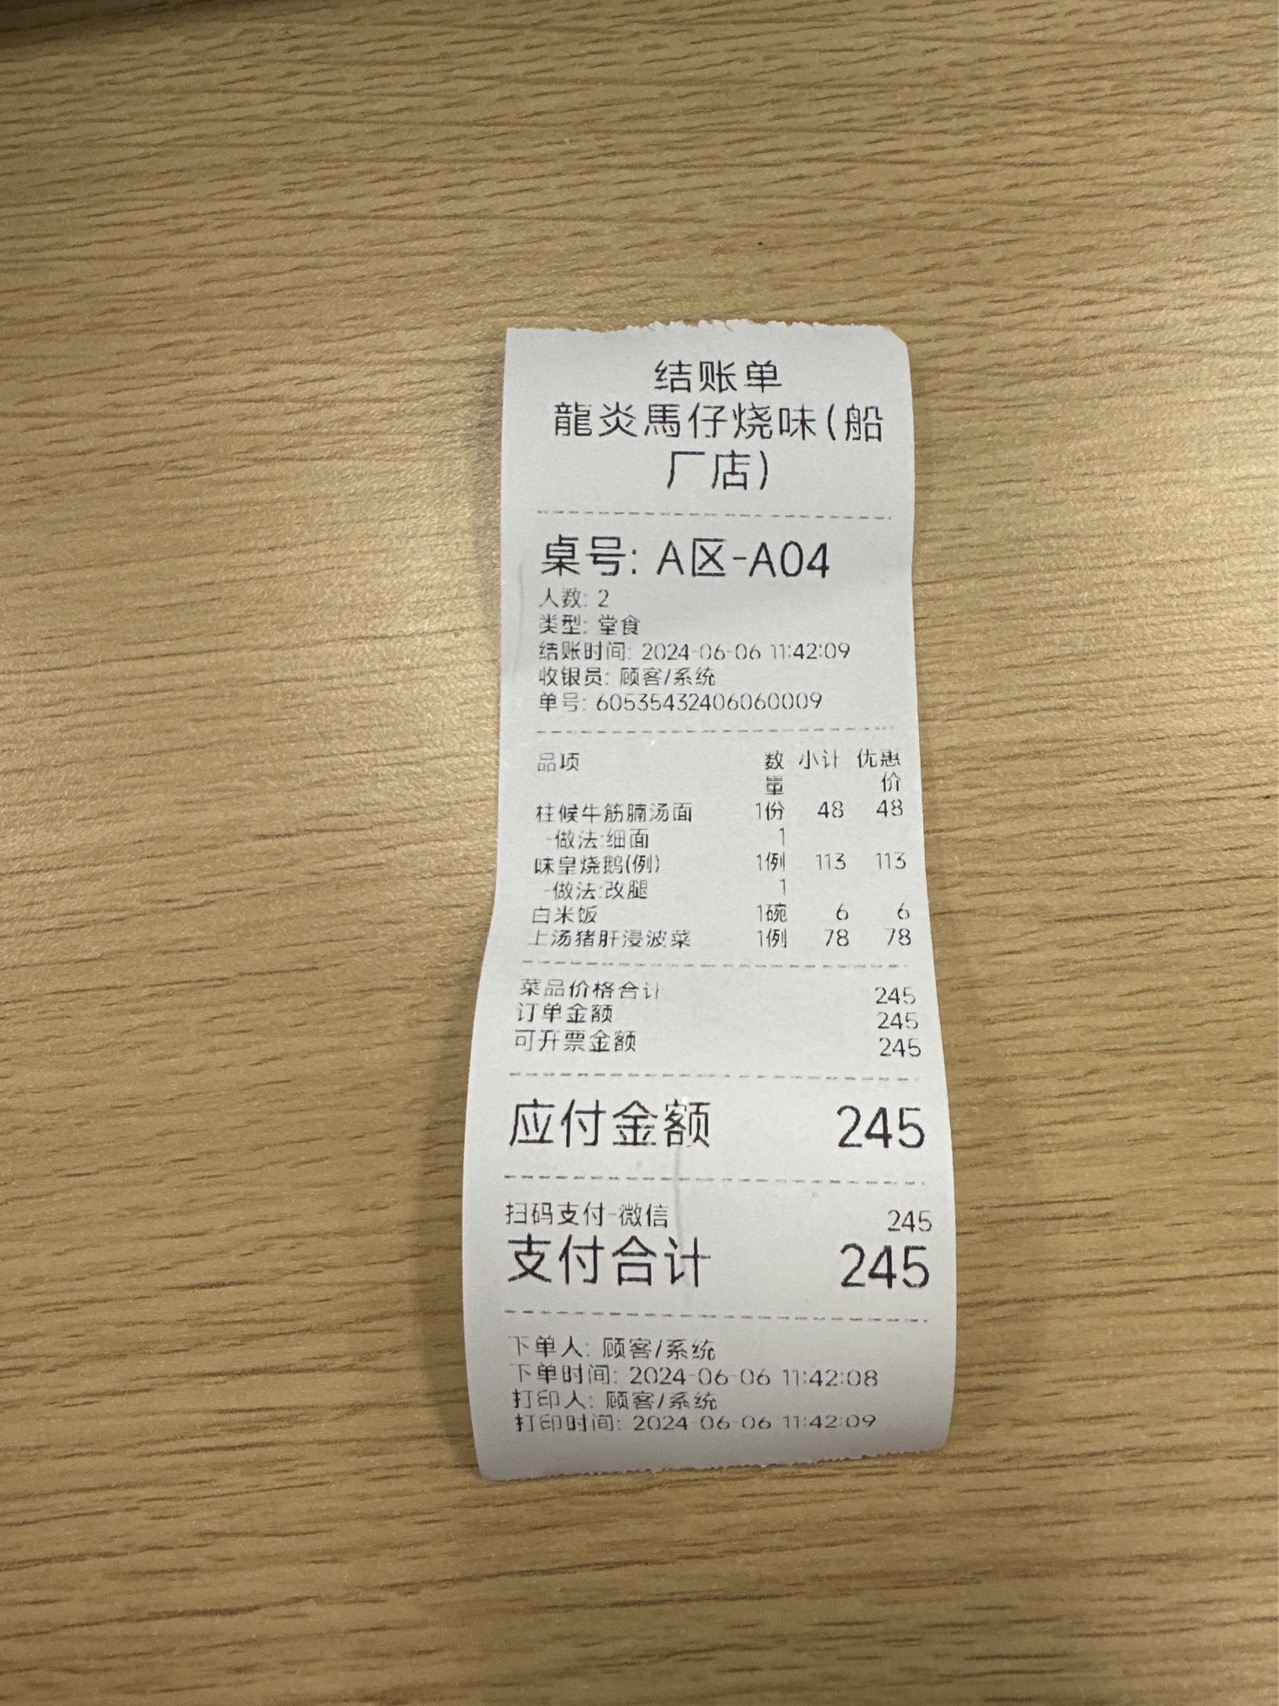 结账单
龍炎馬仔烧味(船
厂店)
桌号: A区-A04
人数: 2
类型: 堂食
结账时间: 2024-06-06 11:42:09
收银员: 顾客/系统
单号: 605354324060600009
品项 数量 小计 优惠价
柱候牛筋腩汤面 1份 48 48
-做法:细面 1
味皇烧鹅(例) 1例 113 113
-做法:改腿 1
白米饭 1碗 6 6
上汤猪肝浸波菜 1例 78 78
菜品价格合计 245
订单金额 245
可开票金额 245
应付金额 245
扫码支付-微信 245
支付合计 245
下单人: 顾客/系统
下单时间: 2024-06-06 11:42:08
打印人: 顾客/系统
打印时间: 2024-06-06 11:42:09